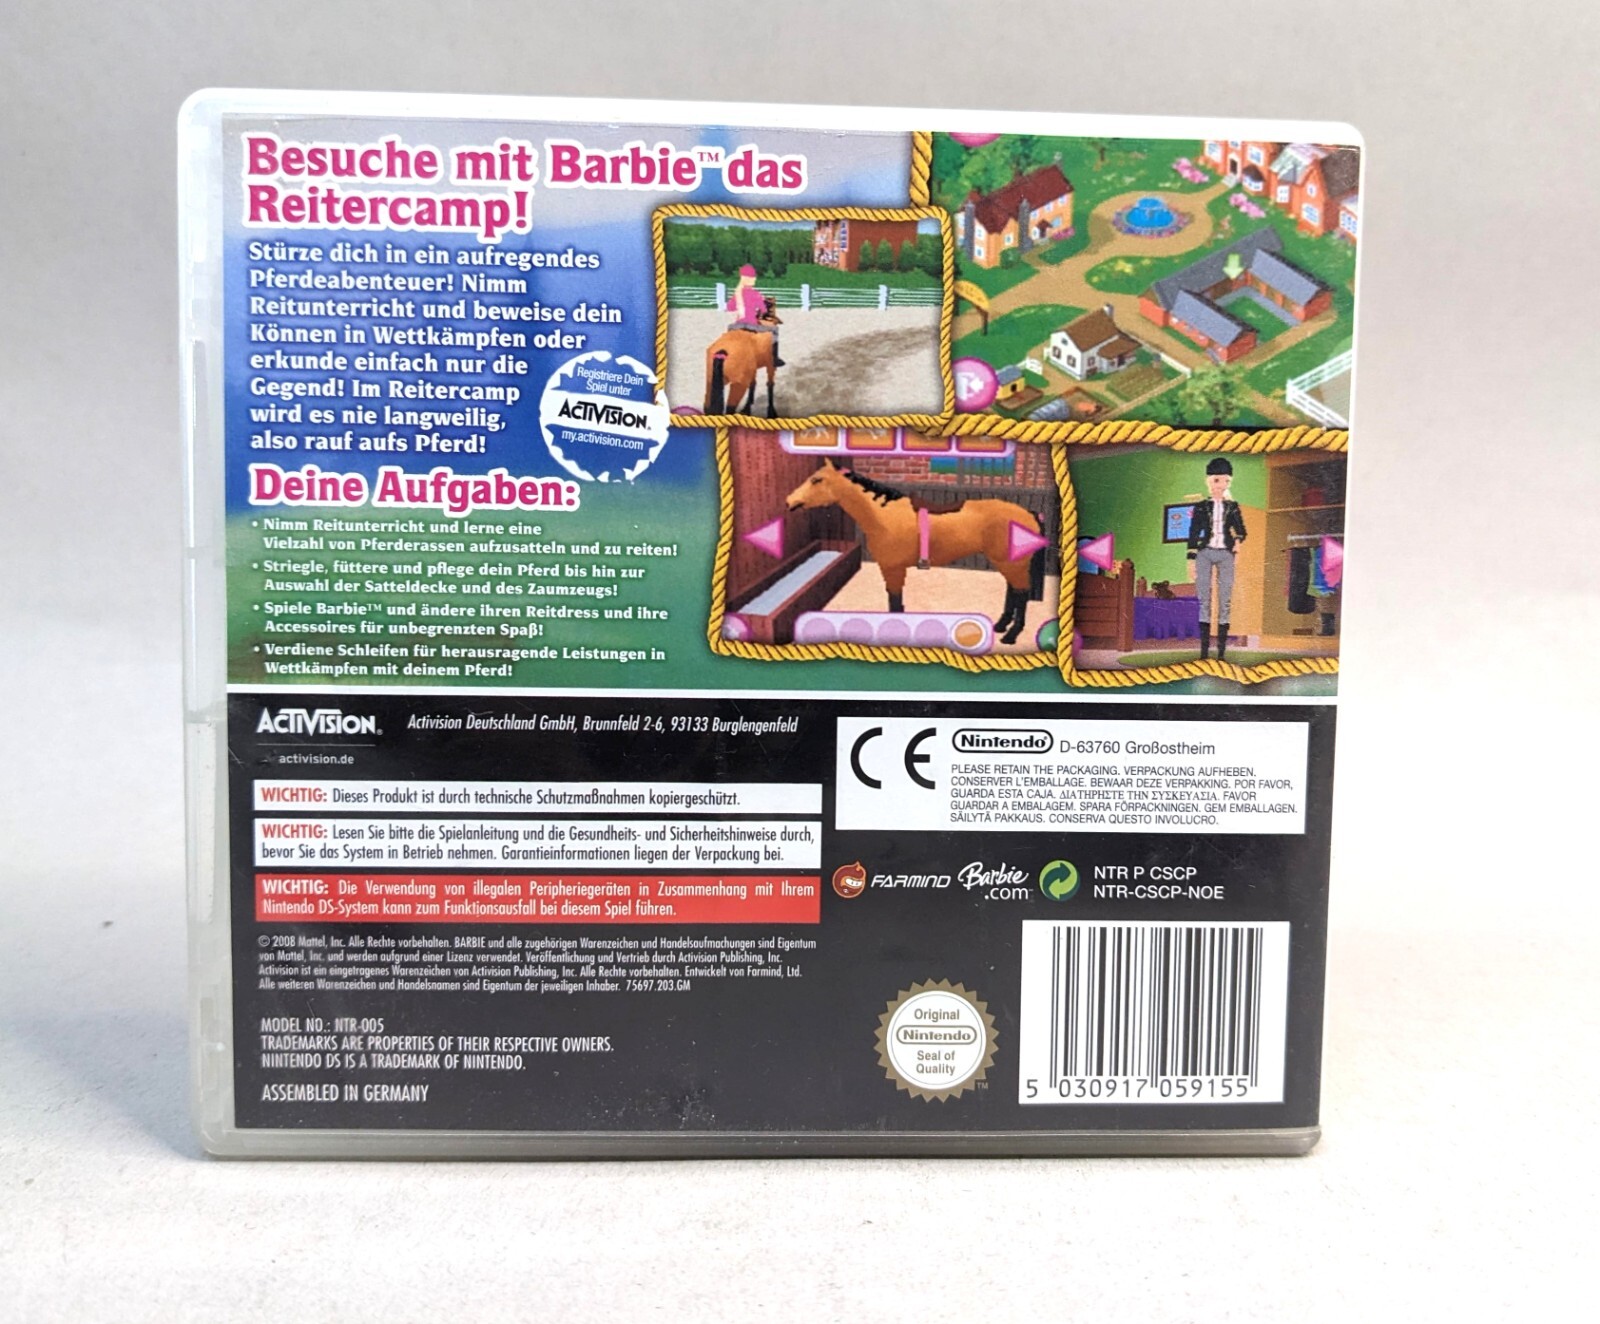 Besuche mit Barbie™ das
Reitercamp!
Stürze dich in ein aufregendes
Pferdeabenteuer! Nimm
Reitunterricht und beweise dein
Können in Wettkämpfen oder
erkunde einfach nur die
Gegend! Im Reitercamp
wird es nie langweilig,
also rauf aufs Pferd!
Registriere Dein
Spiel unter
ACTIVISION.
my.activision.com
Deine Aufgaben:
• Nimm Reitunterricht und lerne eine
Vielzahl von Pferderassen aufzusatteln und zu reiten!
• Striegle, füttere und pflege dein Pferd bis hin zur
Auswahl der Satteldecke und des Zaumzeugs!
• Spiele Barbie™ und ändere ihren Reitdress und ihre
Accessoires für unbegrenzten Spaß!
• Verdiene Schleifen für herausragende Leistungen in
Wettkämpfen mit deinem Pferd!
ACTIVISION®
activision.de
Activision Deutschland GmbH, Brunnfeld 2-6, 93133 Burglengenfeld
WICHTIG: Dieses Produkt ist durch technische Schutzmaßnahmen kopiergeschützt.
WICHTIG: Lesen Sie bitte die Spielanleitung und die Gesundheits- und Sicherheitshinweise durch,
bevor Sie das System in Betrieb nehmen. Garantieinformationen liegen der Verpackung bei.
WICHTIG: Die Verwendung von illegalen Peripheriegeräten in Zusammenhang mit Ihrem
Nintendo DS-System kann zum Funktionsausfall bei diesem Spiel führen.
© 2008 Mattel, Inc. Alle Rechte vorbehalten. BARBIE und alle zugehörigen Warenzeichen und Handelsaufmachungen sind Eigentum
von Mattel, Inc. und werden aufgrund einer Lizenz verwendet. Veröffentlichung und Vertrieb durch Activision Publishing, Inc.
Activision ist ein eingetragenes Warenzeichen von Activision Publishing, Inc. Alle Rechte vorbehalten. Entwickelt von Farmind, Ltd.
Alle weiteren Warenzeichen und Handelsnamen sind Eigentum der jeweiligen Inhaber. 75697.203.GM
MODEL NO.: NTR-005
TRADEMARKS ARE PROPERTIES OF THEIR RESPECTIVE OWNERS.
NINTENDO DS IS A TRADEMARK OF NINTENDO.
ASSEMBLED IN GERMANY
CE
Nintendo® D-63760 Großostheim
PLEASE RETAIN THE PACKAGING. VERPACKUNG AUFHEBEN.
CONSERVER L'EMBALLAGE. BEWAAR DEZE VERPAKKING. POR FAVOR,
GUARDA ESTA CAJA. ΔΙΑΤΗΡΗΣΤΕ ΤΗΝ ΣΥΣΚΕΥΑΣΙΑ. FAVOR
GUARDAR A EMBALAGEM. SPARA FÖRPACKNINGEN. GEM EMBALLAGEN.
SÄILYTÄ PAKKAUS. CONSERVA QUESTO INVOLUCRO.
FARMIND
Barbie
.com™
NTR P CSCP
NTR-CSCP-NOE
Original
Nintendo
Seal of
Quality
TM
5 030917 059155